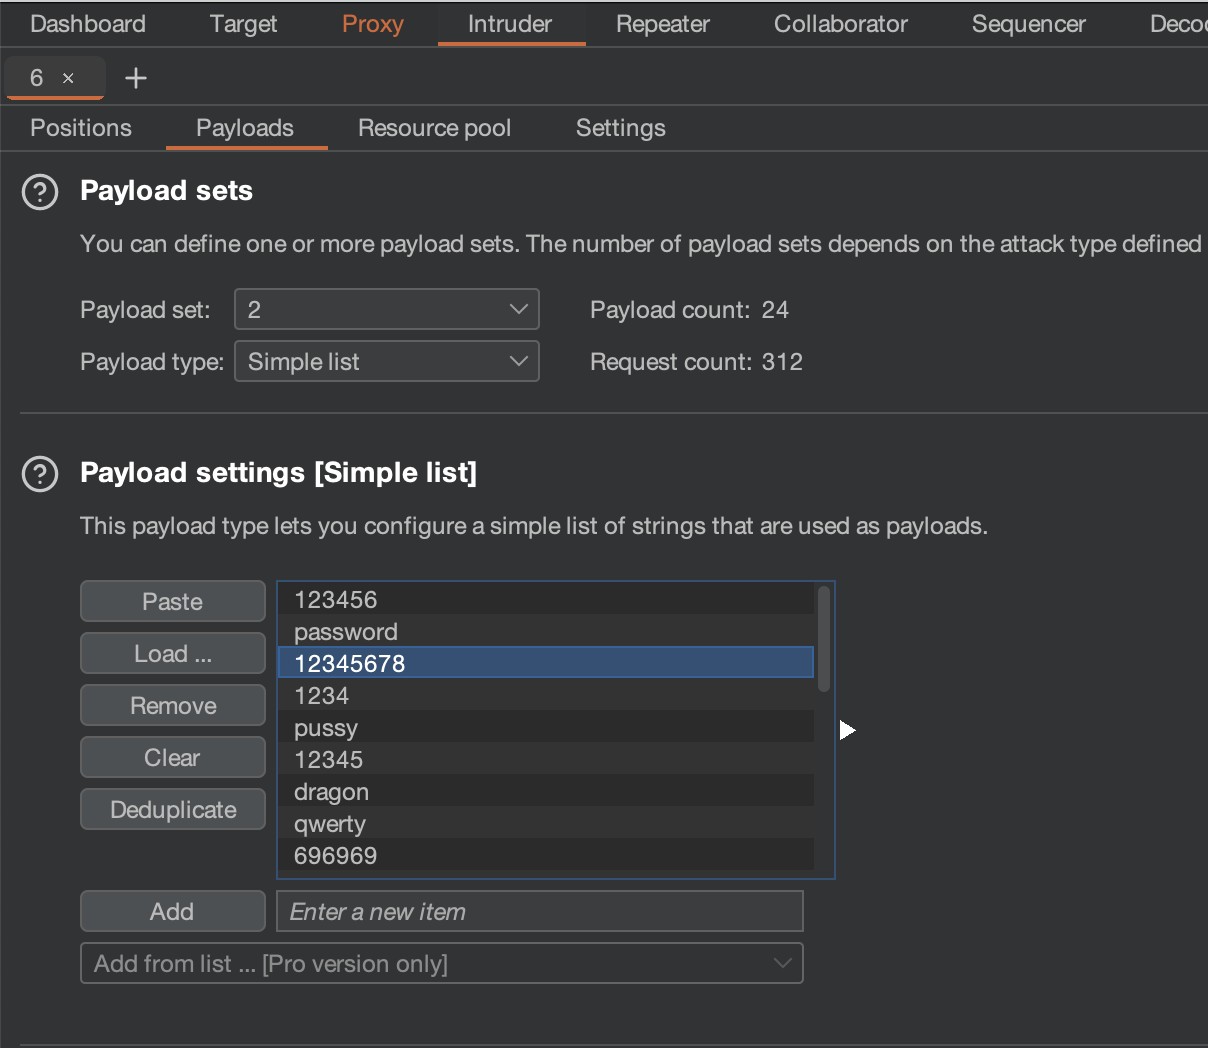 Dashboard Target Proxy Intruder Repeater Collaborator Sequencer Deco
6 ×
Positions Payloads Resource pool Settings
Payload sets
You can define one or more payload sets. The number of payload sets depends on the attack type defined
Payload set: 2 Payload count: 24
Payload type: Simple list Request count: 312
Payload settings [Simple list]
This payload type lets you configure a simple list of strings that are used as payloads.
Paste
Load ...
Remove
Clear
Deduplicate
123456
password
12345678
1234
pussy
12345
dragon
qwerty
696969
Add Enter a new item
Add from list ... [Pro version only]